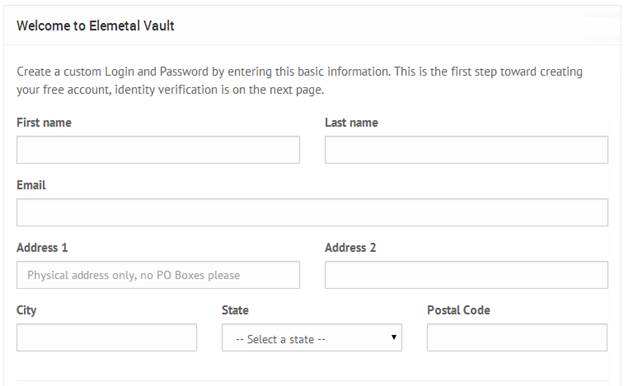 Welcome to Elemetal Vault
Create a custom Login and Password by entering this basic information. This is the first step toward creating
your free account, identity verification is on the next page.
First name Last name
Email
Address 1 Address 2
Physical address only, no PO Boxes please
City State Postal Code
-- Select a state --